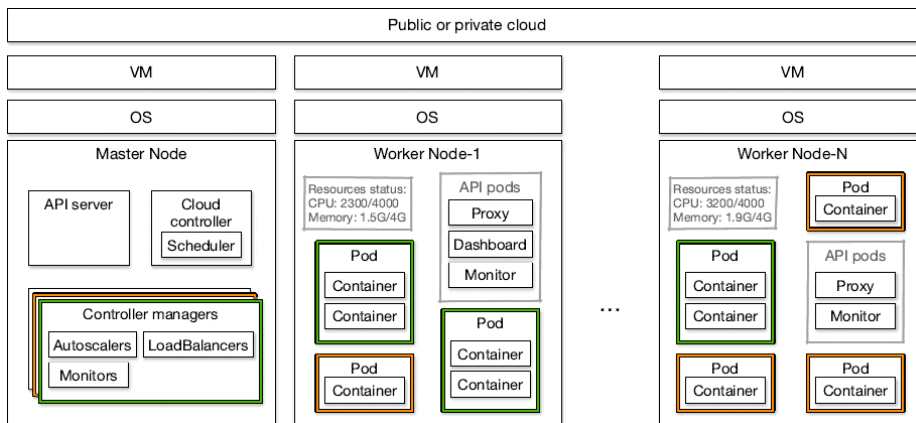 Public or private cloud
VM
OS
Master Node
API server
Cloud
controller
Scheduler
Controller managers
Autoscalers
LoadBalancers
Monitors
VM
OS
Worker Node-1
Resources status:
CPU: 2300/4000
Memory: 1.5G/4G
API pods
Proxy
Dashboard
Monitor
Pod
Container
Container
Pod
Container
Pod
Container
Container
...
VM
OS
Worker Node-N
Resources status:
CPU: 3200/4000
Memory: 1.9G/4G
Pod
Container
Pod
Container
Container
API pods
Proxy
Monitor
Pod
Container
Pod
Container